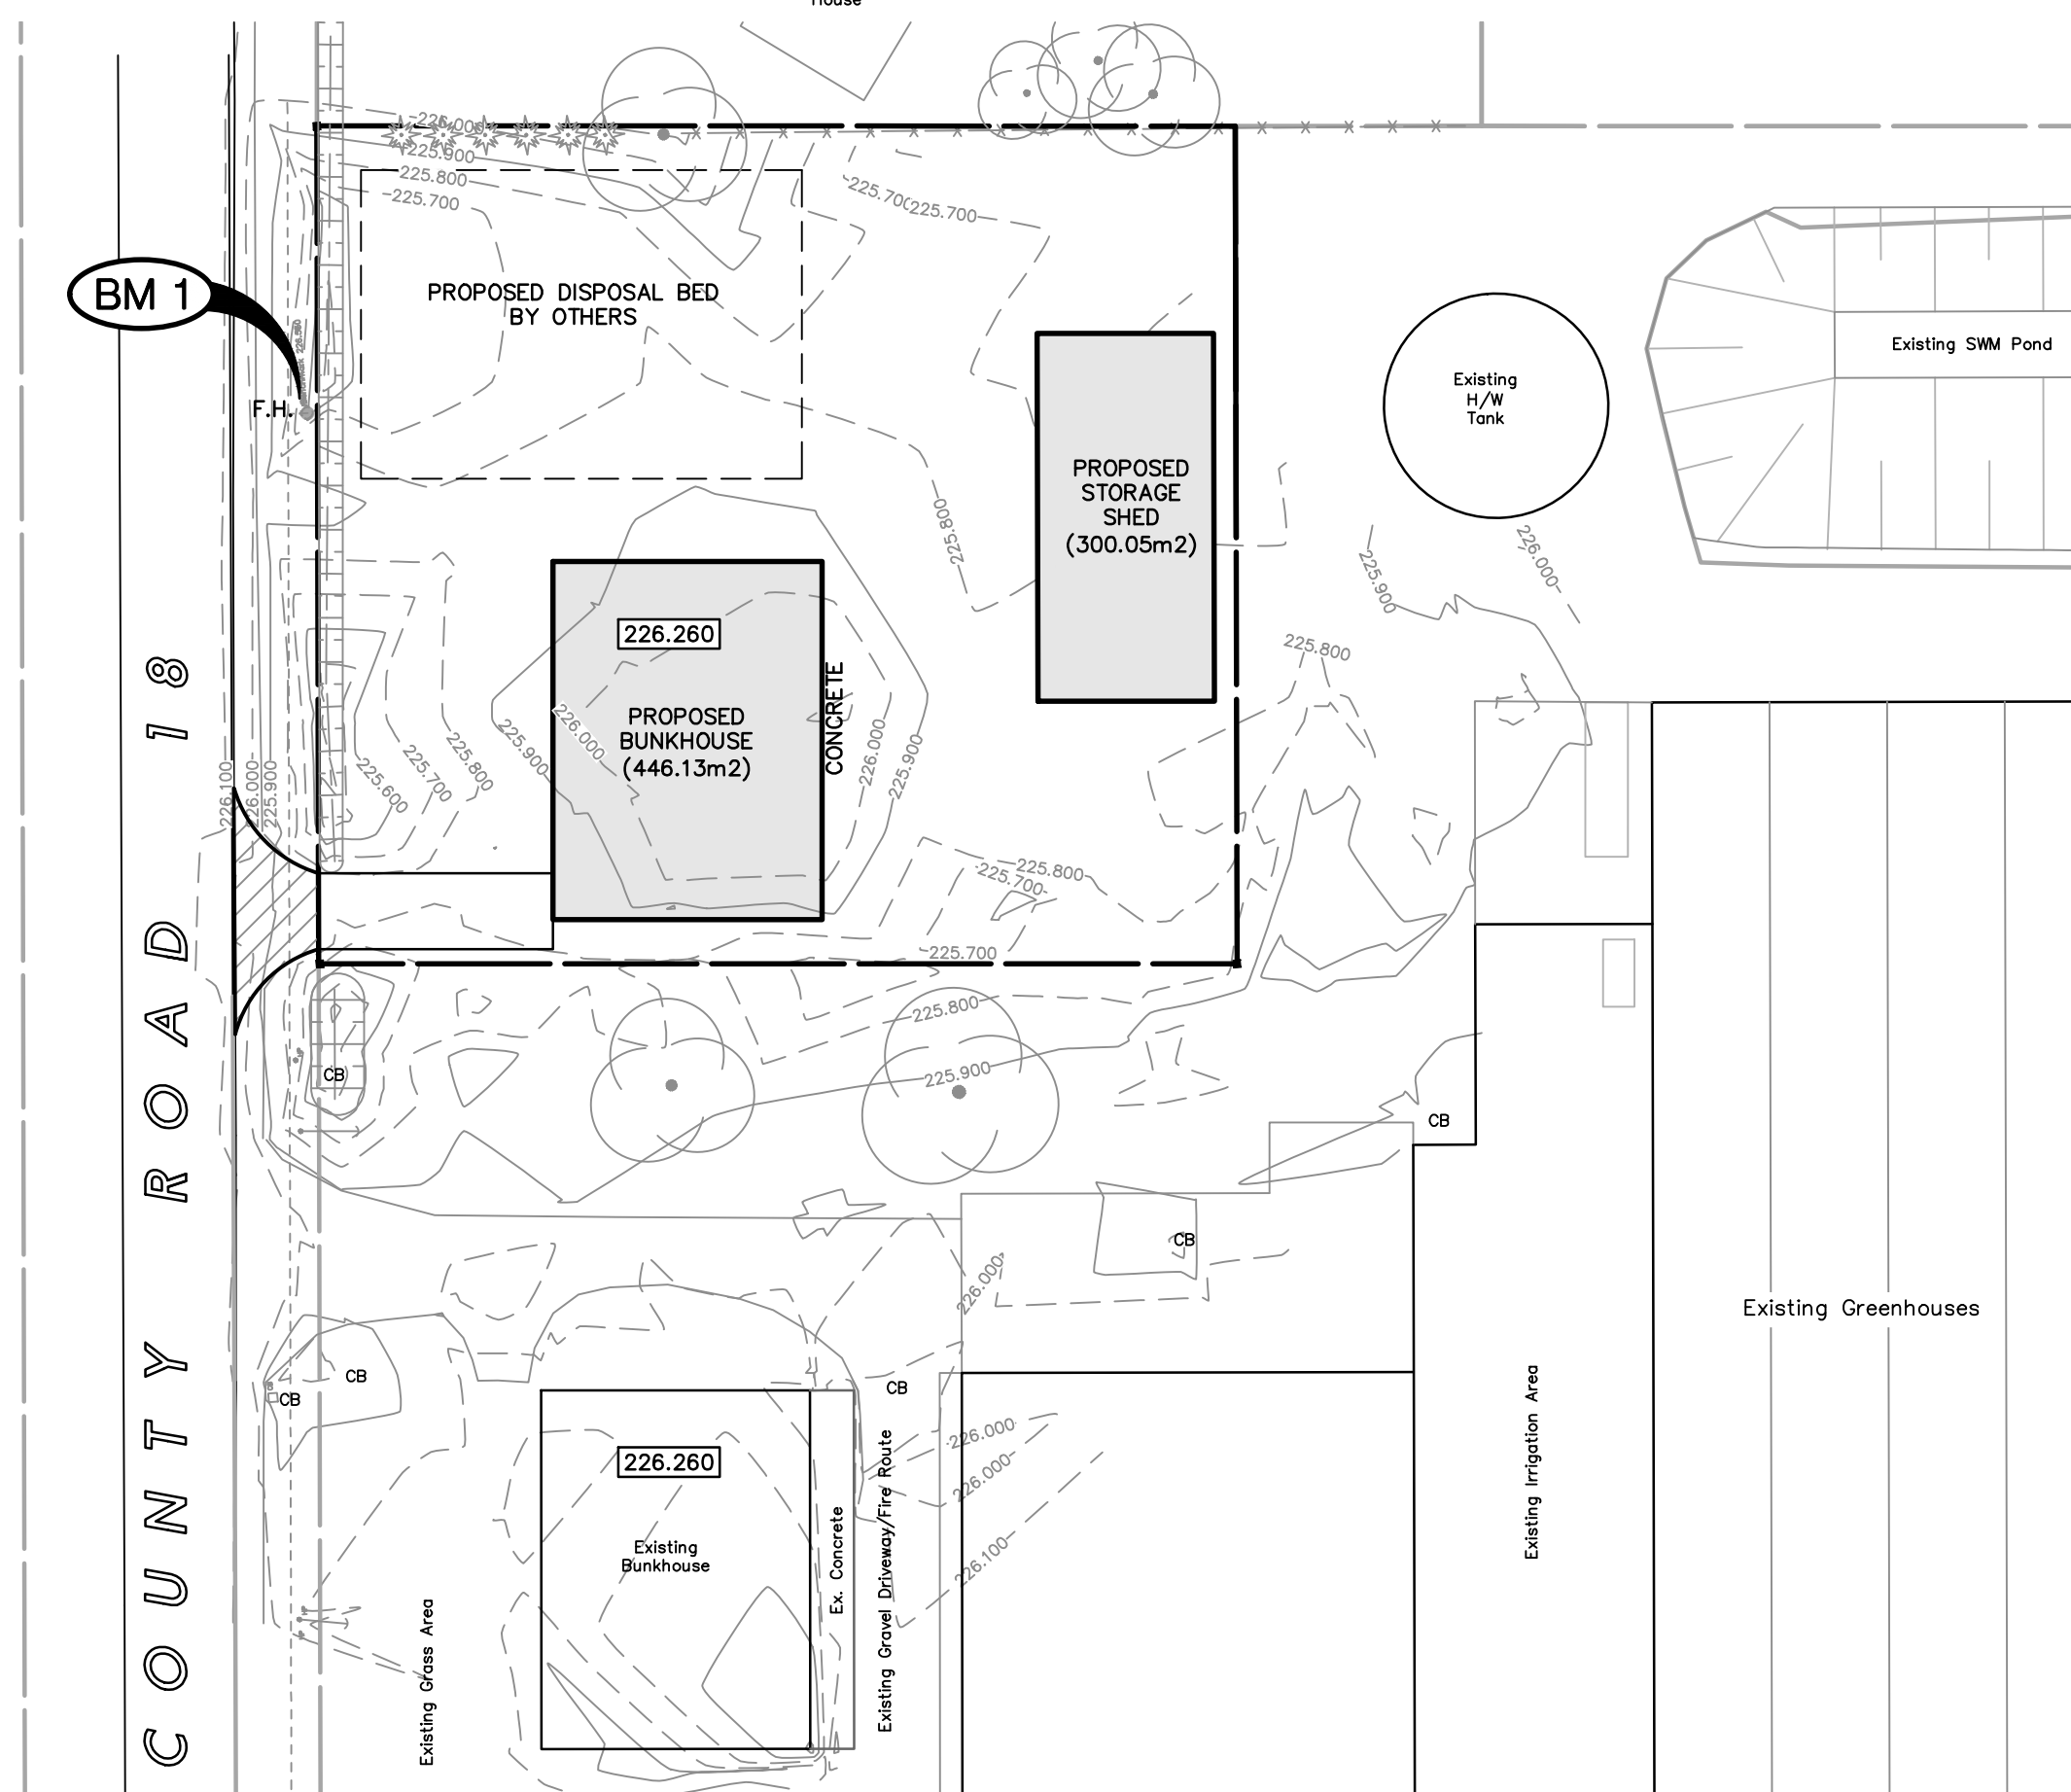 House
226.000
225.900
225.800
225.700
225.700
225.700
BM 1
PROPOSED DISPOSAL BED
BY OTHERS
F.H.
Existing
H/W
Tank
Existing SWM Pond
PROPOSED
STORAGE
SHED
(300.05m2)
225.800
225.900
226.000
225.800
226.260
PROPOSED
BUNKHOUSE
(446.13m2)
CONCRETE
226.100
226.000
225.900
225.600
225.700
225.800
225.900
226.000
226.000
225.900
225.800
225.700
225.700
225.800
225.900
CB
CB
CB
226.000
COUNTY ROAD 18
Existing Greenhouses
CB
CB
CB
226.000
226.000
226.100
226.260
Existing
Bunkhouse
Ex. Concrete
Existing Gravel Driveway/Fire Route
Existing Grass Area
Existing Irrigation Area